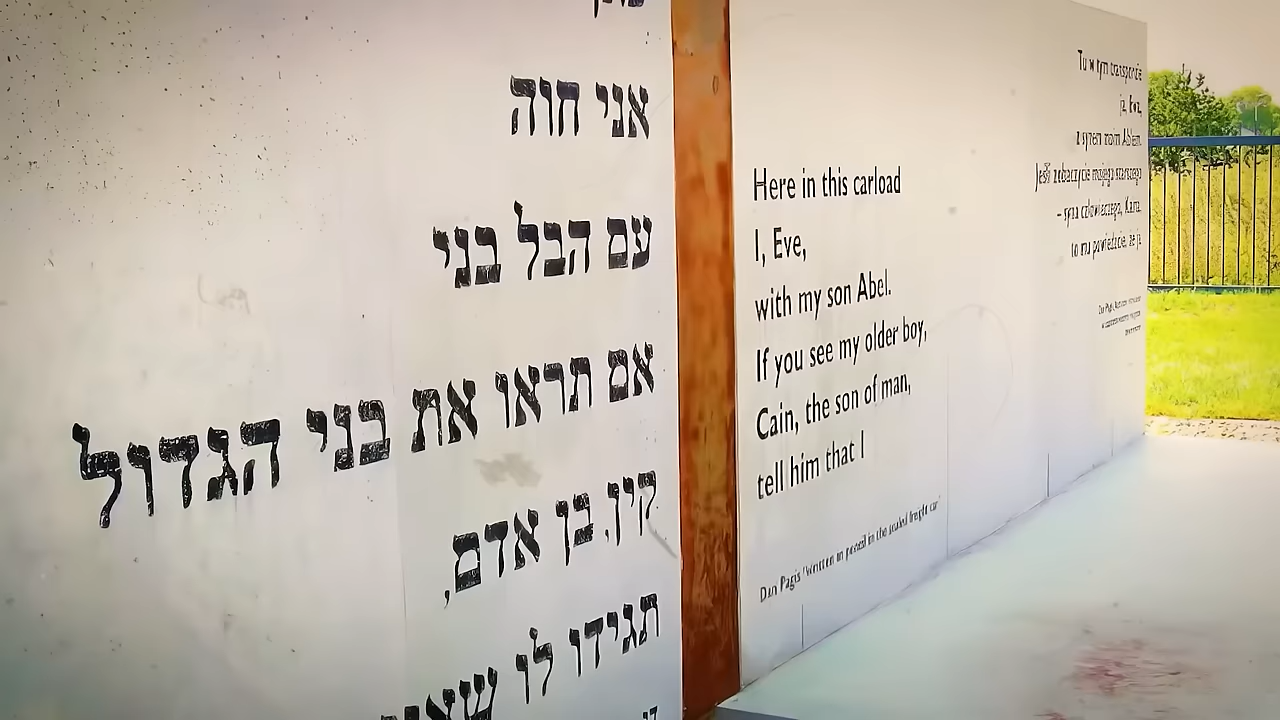 אני חוה
עם הבל בני
אם תראו את בני הגדול
קין בן אדם,
תגידו לו שאני
Here in this carload
I, Eve,
with my son Abel.
If you see my older boy,
Cain, the son of man,
tell him that I
Dan Pagis "Written in pencil in the sealed freight car"
Tu w tym transporcie
ja, Ewa,
z synem moim Ablem.
Jeśli zobaczycie mojego starszego
– syna człowieczego, Kaina,
to mu powiedzcie, że ja